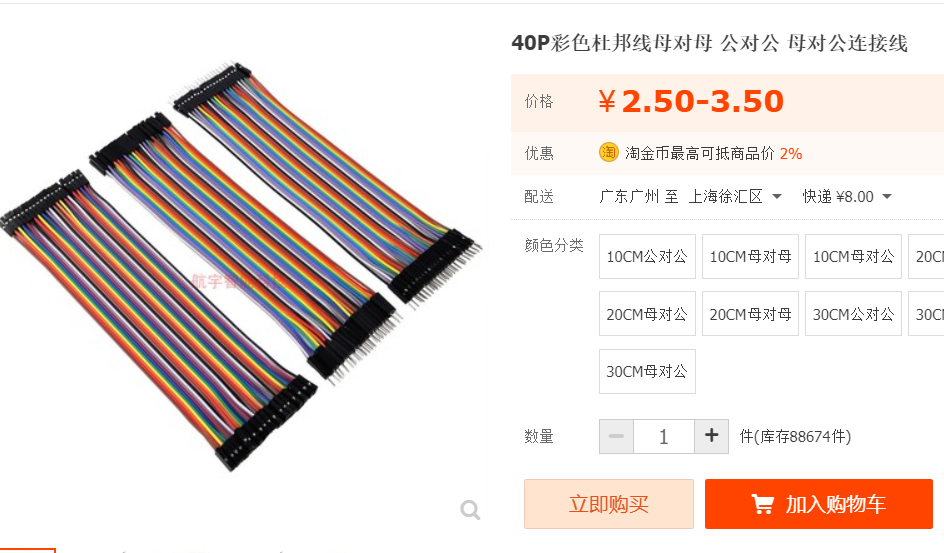 40P彩色杜邦线母对母 公对公 母对公连接线
价格 ¥2.50-3.50
优惠 淘 淘金币最高可抵商品价 2%
配送 广东广州 至 上海徐汇区 快递 ¥8.00
颜色分类 10CM公对公 10CM母对母 10CM母对公 20C
20CM母对公 20CM母对母 30CM公对公 30C
30CM母对公
航宇
数量 1 件(库存88674件)
立即购买 加入购物车